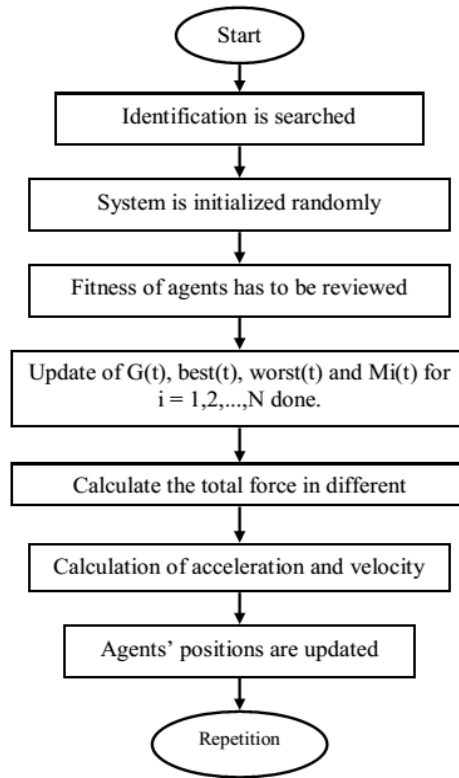 Start
Identification is searched
System is initialized randomly
Fitness of agents has to be reviewed
Update of G(t), best(t), worst(t) and Mi(t) for
i = 1,2,...,N done.
Calculate the total force in different
Calculation of acceleration and velocity
Agents’ positions are updated
Repetition